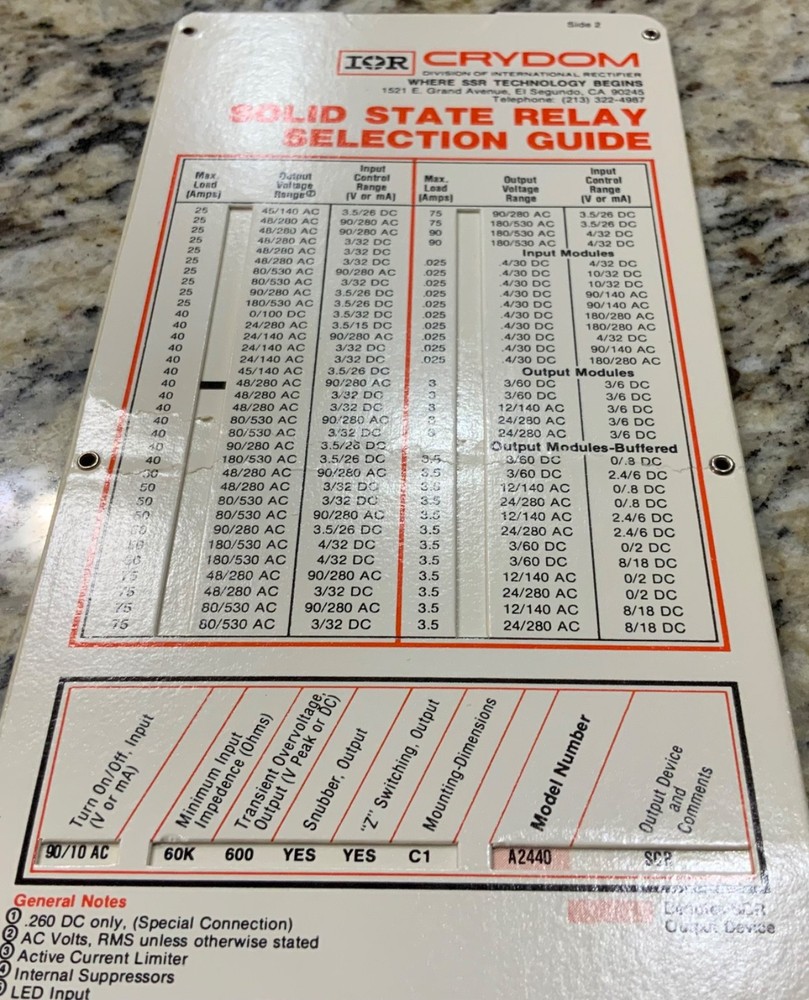 Side 2
IOR CRYDOM
DIVISION OF INTERNATIONAL RECTIFIER
WHERE SSR TECHNOLOGY BEGINS
1521 E. Grand Avenue, El Segundo, CA 90245
Telephone: (213) 322-4987
SOLID STATE RELAY
SELECTION GUIDE
Max. Load (Amps) Output Voltage Range② Input Control Range (V or mA)
25 45/140 AC 3.5/26 DC
25 48/280 AC 90/280 AC
25 48/280 AC 90/280 AC
25 48/280 AC 3/32 DC
25 48/280 AC 3/32 DC
25 48/280 AC 3/32 DC
25 80/530 AC 90/280 AC
25 80/530 AC 3/32 DC
25 90/280 AC 3.5/26 DC
25 180/530 AC 3.5/26 DC
40 0/100 DC 3.5/32 DC
40 24/280 AC 3.5/15 DC
40 24/140 AC 90/280 AC
40 24/140 AC 3/32 DC
40 24/140 AC 3/32 DC
40 45/140 AC 3.5/26 DC
40 48/280 AC 90/280 AC
40 48/280 AC 3/32 DC
40 48/280 AC 3/32 DC
40 80/530 AC 90/280 AC
40 80/530 AC 3/32 DC
40 90/280 AC 3.5/26 DC
40 180/530 AC 3.5/26 DC
50 48/280 AC 90/280 AC
50 48/280 AC 3/32 DC
50 80/530 AC 3/32 DC
50 80/530 AC 90/280 AC
50 90/280 AC 3.5/26 DC
50 180/530 AC 4/32 DC
50 180/530 AC 4/32 DC
75 48/280 AC 90/280 AC
75 48/280 AC 3/32 DC
75 80/530 AC 90/280 AC
75 80/530 AC 3/32 DC
Max. Load (Amps) Output Voltage Range Input Control Range (V or mA)
75 90/280 AC 3.5/26 DC
75 180/530 AC 3.5/26 DC
90 180/530 AC 4/32 DC
90 180/530 AC 4/32 DC
Input Modules
.025 .4/30 DC 4/32 DC
.025 .4/30 DC 10/32 DC
.025 .4/30 DC 10/32 DC
.025 .4/30 DC 90/140 AC
.025 .4/30 DC 90/140 AC
.025 .4/30 DC 180/280 AC
.025 .4/30 DC 180/280 AC
.025 .4/30 DC 4/32 DC
.025 .4/30 DC 90/140 AC
.025 .4/30 DC 180/280 AC
Output Modules
3 3/60 DC 3/6 DC
3 3/60 DC 3/6 DC
3 12/140 AC 3/6 DC
3 24/280 AC 3/6 DC
3 24/280 AC 3/6 DC
Output Modules-Buffered
3.5 3/60 DC 0/.8 DC
3.5 3/60 DC 2.4/6 DC
3.5 12/140 AC 0/.8 DC
3.5 24/280 AC 0/.8 DC
3.5 12/140 AC 2.4/6 DC
3.5 24/280 AC 2.4/6 DC
3.5 3/60 DC 0/2 DC
3.5 3/60 DC 8/18 DC
3.5 12/140 AC 0/2 DC
3.5 24/280 AC 0/2 DC
3.5 12/140 AC 8/18 DC
3.5 24/280 AC 8/18 DC
Turn On/Off, Input
(V or mA)
Minimum Input
Impedence (Ohms)
Transient Overvoltage,
Output (V Peak or DC)
Snubber, Output
"Z" Switching, Output
Mounting-Dimensions
Model Number
Output Device
and
Comments
90/10 AC 60K 600 YES YES C1 A2440 SCR
Denotes SCR
Output Device
General Notes
① .260 DC only, (Special Connection)
② AC Volts, RMS unless otherwise stated
③ Active Current Limiter
④ Internal Suppressors
LED Input